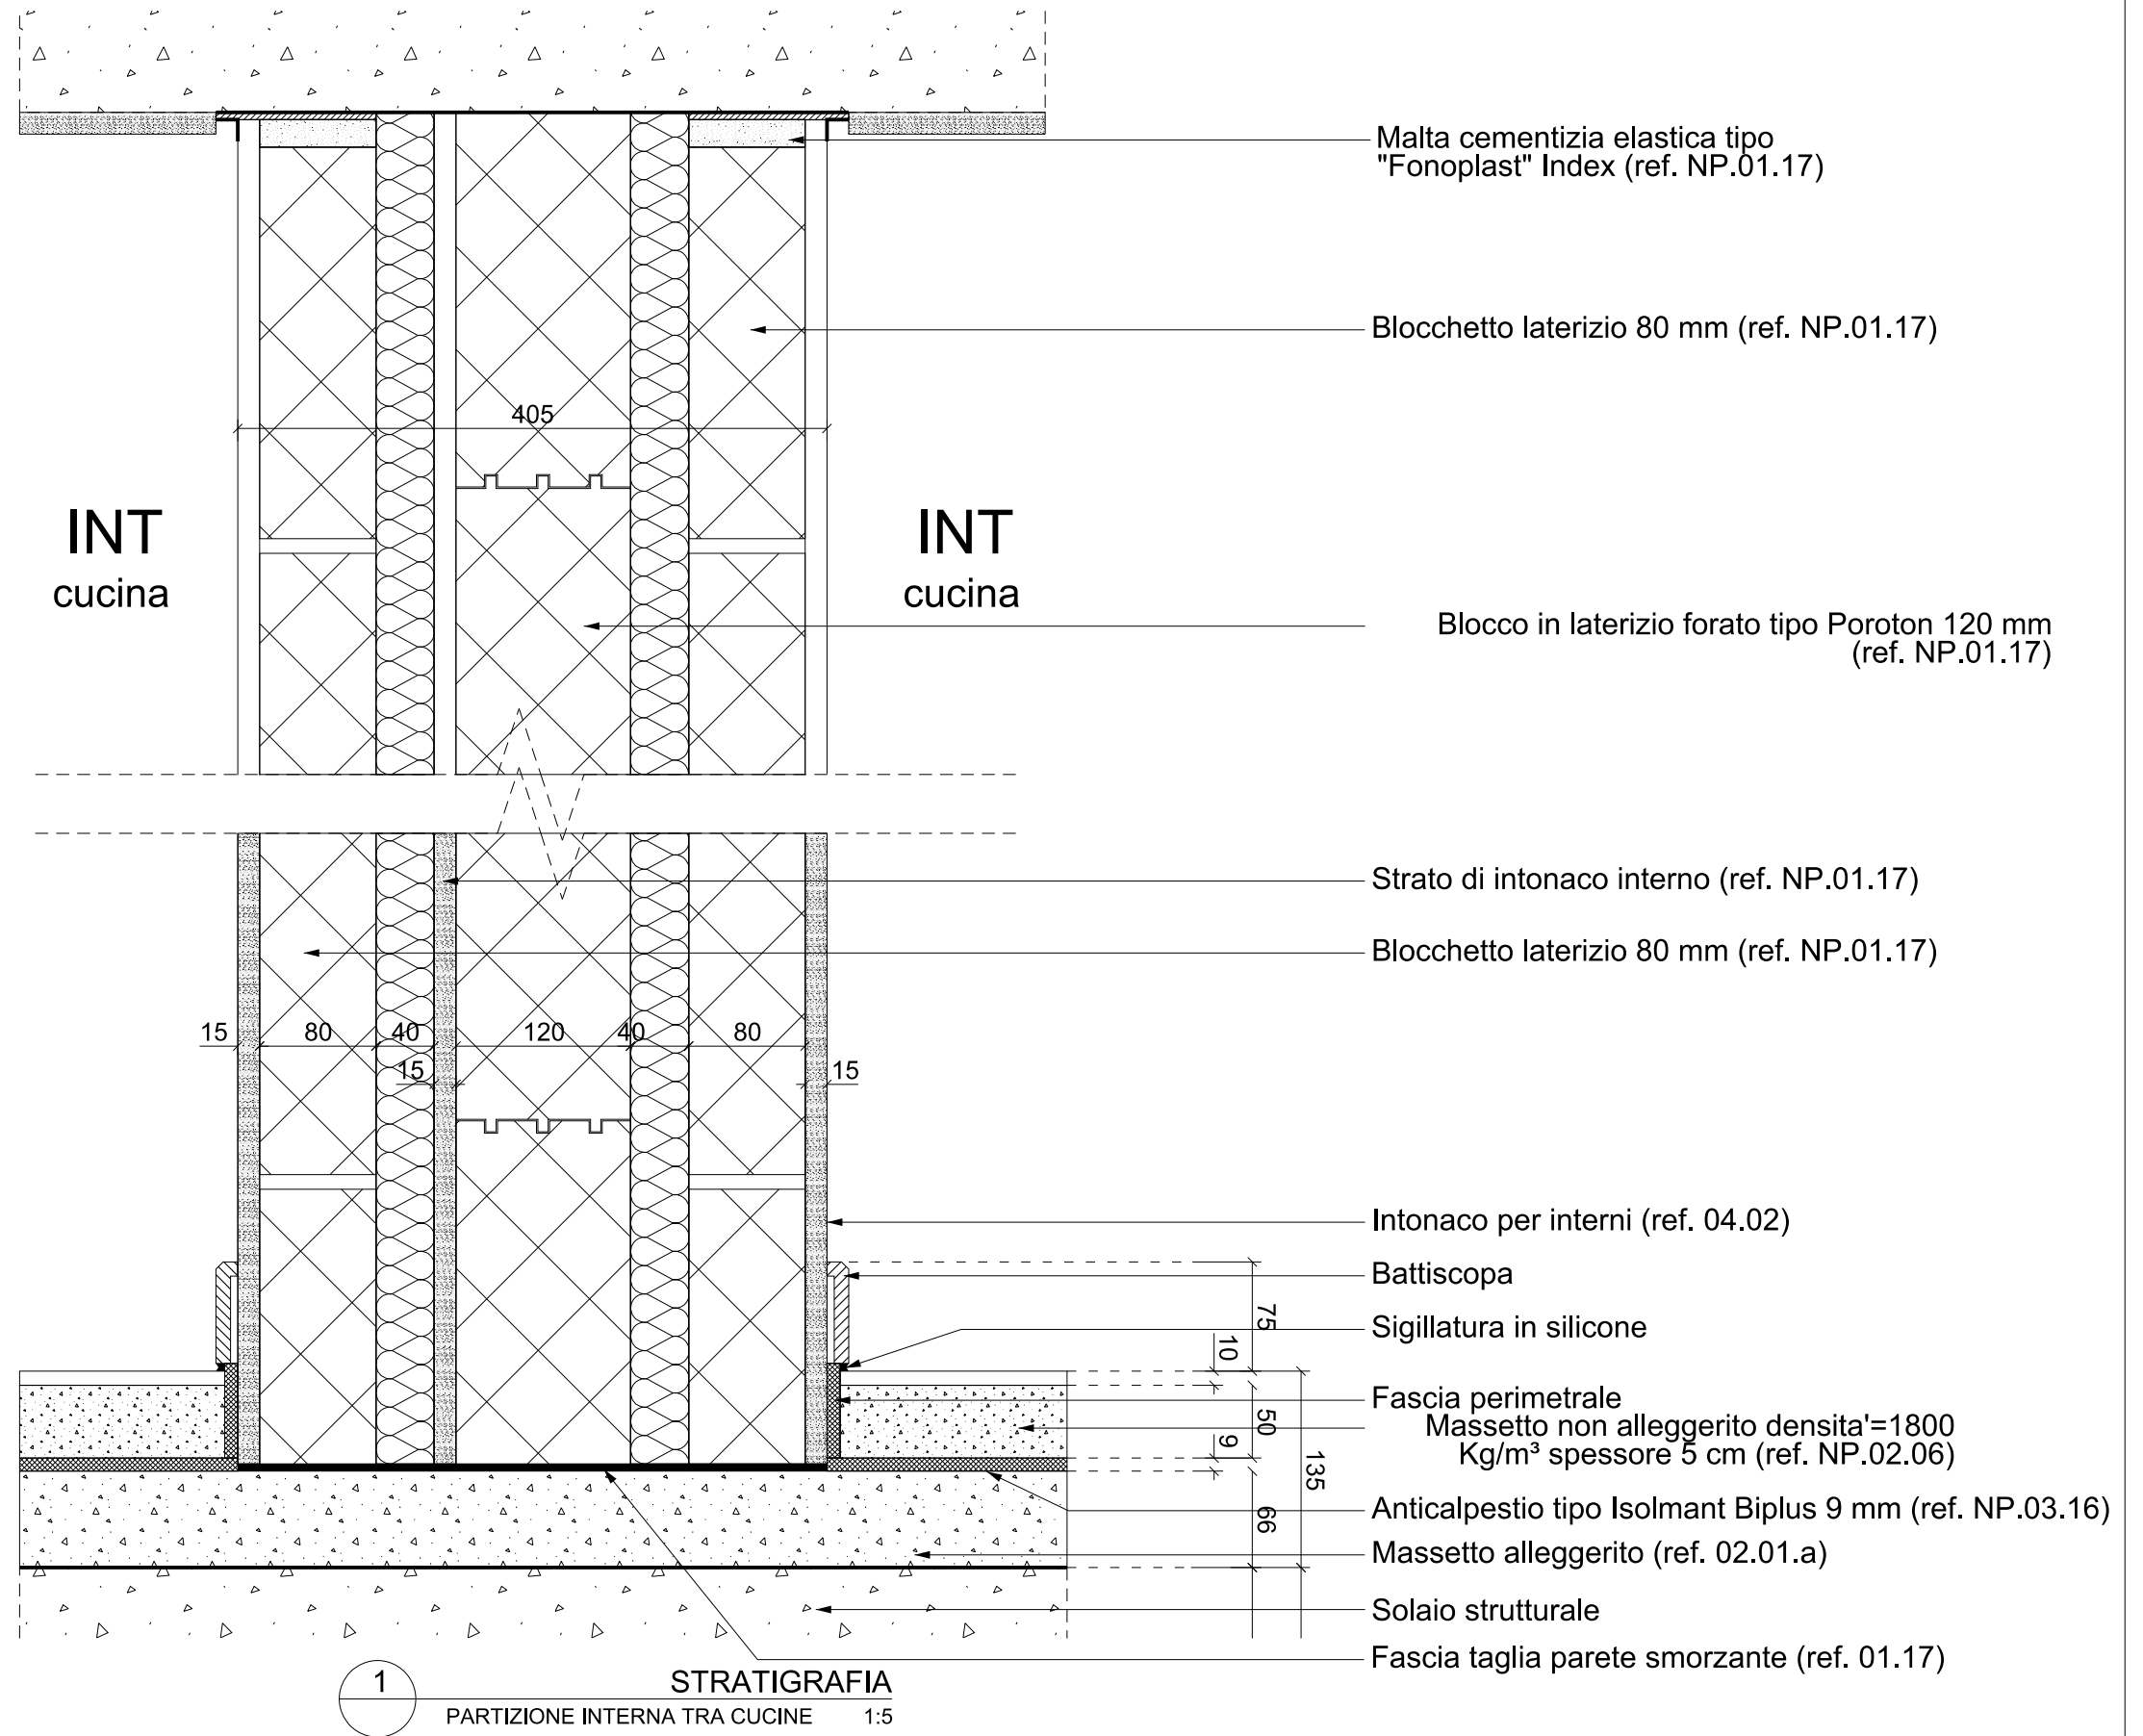 Malta cementizia elastica tipo
"Fonoplast" Index (ref. NP.01.17)
Blocchetto laterizio 80 mm (ref. NP.01.17)
405
INT
cucina
INT
cucina
Blocco in laterizio forato tipo Poroton 120 mm
(ref. NP.01.17)
Strato di intonaco interno (ref. NP.01.17)
Blocchetto laterizio 80 mm (ref. NP.01.17)
15 80 40 120 40 80
15 15
Intonaco per interni (ref. 04.02)
Battiscopa
75
Sigillatura in silicone
10
Fascia perimetrale
50
Massetto non alleggerito densita'=1800
Kg/m³ spessore 5 cm (ref. NP.02.06)
9
135
Anticalpestio tipo Isolmant Biplus 9 mm (ref. NP.03.16)
66
Massetto alleggerito (ref. 02.01.a)
Solaio strutturale
Fascia taglia parete smorzante (ref. 01.17)
1 STRATIGRAFIA
PARTIZIONE INTERNA TRA CUCINE 1:5